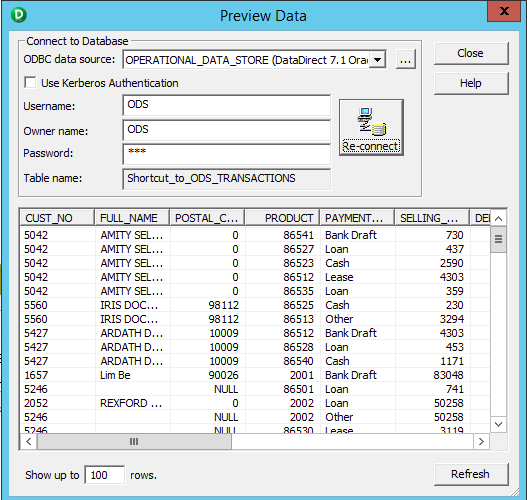 Preview Data
Connect to Database
ODBC data source: OPERATIONAL_DATA_STORE (DataDirect 7.1 Orac ...
Close
Use Kerberos Authentication
Help
Username: ODS
Owner name: ODS
Password: ***
Re-connect
Table name: Shortcut_to_ODS_TRANSACTIONS
CUST_NO FULL_NAME POSTAL_C... PRODUCT PAYMENT... SELLING_...
5042 AMITY SEL... 0 86541 Bank Draft 730
5042 AMITY SEL... 0 86527 Loan 437
5042 AMITY SEL... 0 86523 Cash 2590
5042 AMITY SEL... 0 86512 Lease 4303
5042 AMITY SEL... 0 86535 Loan 359
5560 IRIS DOC... 98112 86525 Cash 230
5560 IRIS DOC... 98112 86513 Other 3294
5427 ARDATH D... 10009 86512 Bank Draft 4303
5427 ARDATH D... 10009 86528 Loan 453
5427 ARDATH D... 10009 86540 Cash 1171
1657 Lim Be 90026 2001 Bank Draft 83048
5246 NULL 86501 Loan 741
2052 REXFORD ... 0 2002 Loan 50258
5246 NULL 2002 Other 50258
5246 NULL 86530 Lease 3119
Show up to 100 rows.
Refresh